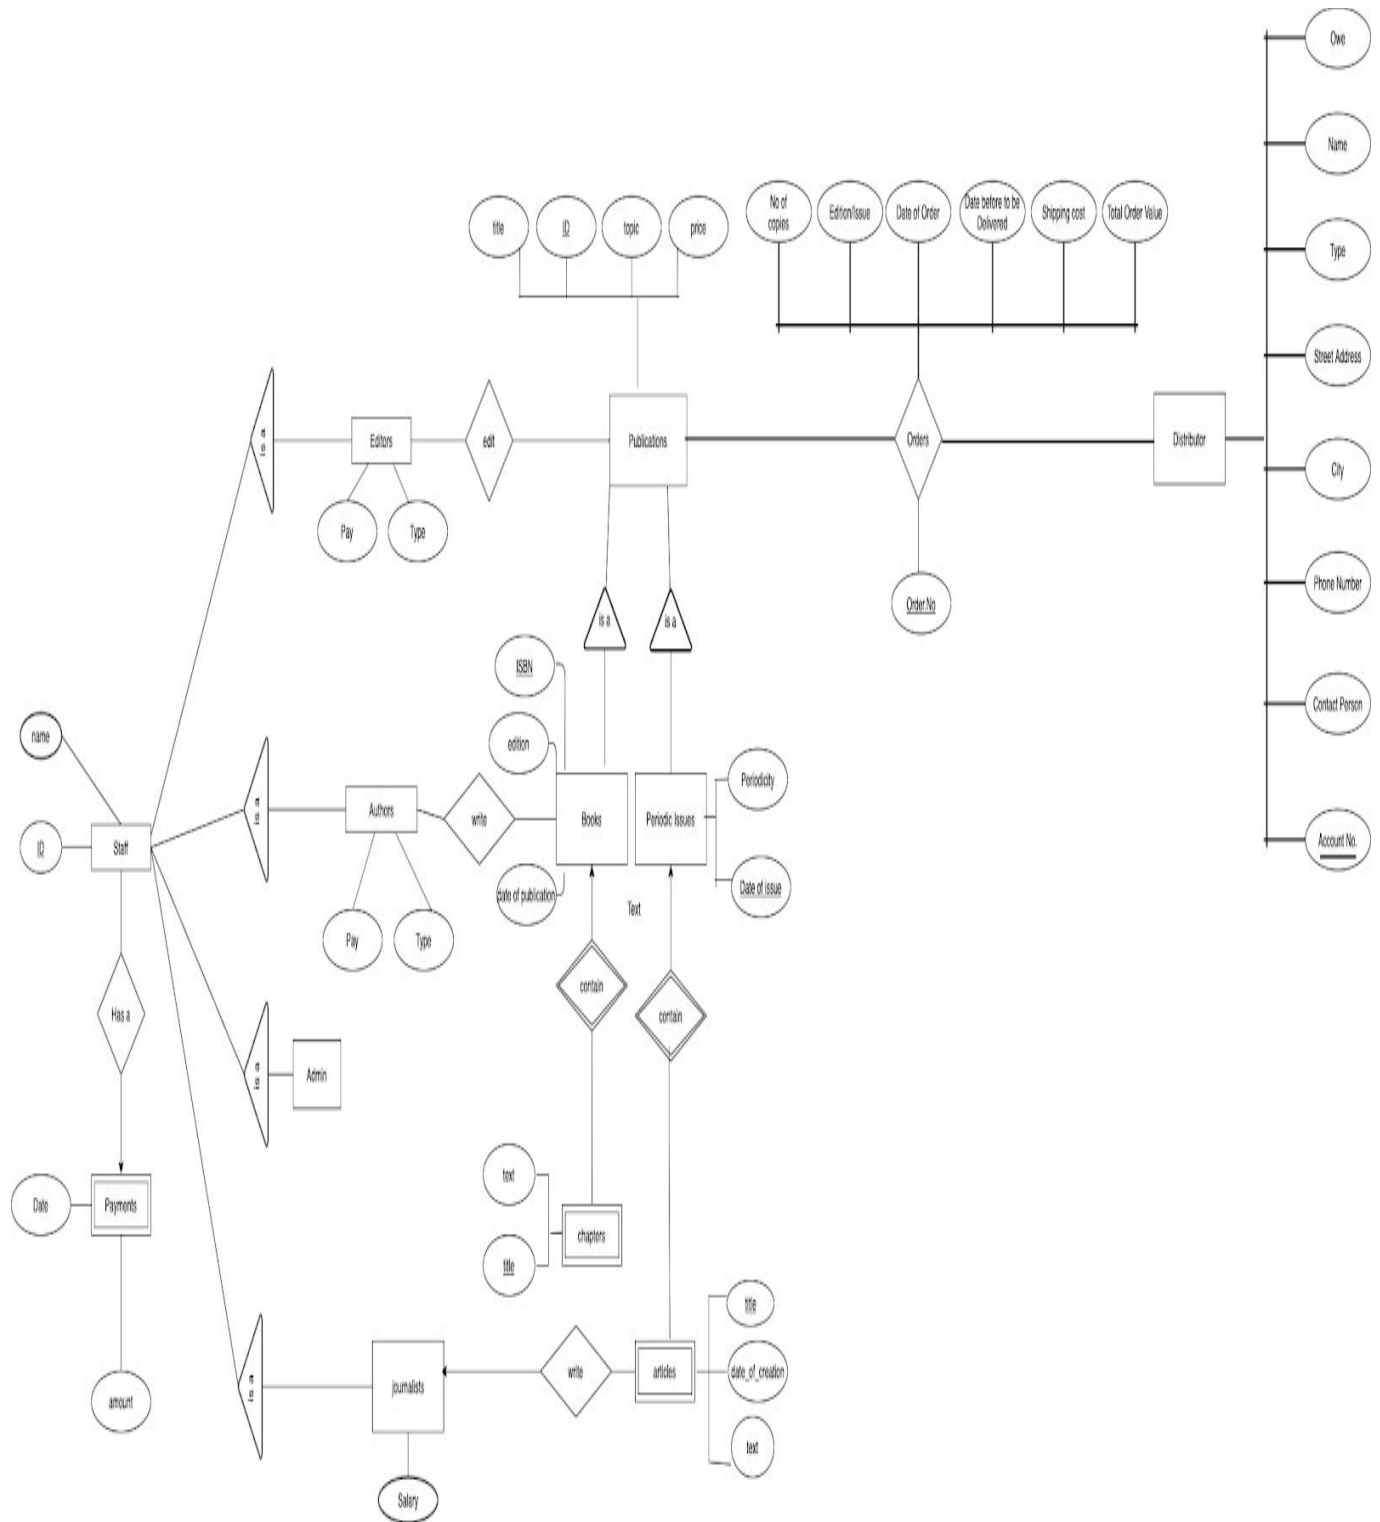 Owe
Name
Type
Street Address
City
Phone Number
Contact Person
Account No.
No of
copies
Edition/Issue
Date of Order
Date before to be
Delivered
Shipping cost
Total Order Value
title
ID
topic
price
is a
Editors
edit
Publications
Orders
Distributor
Pay
Type
Order.No
is a
is a
ISBN
edition
name
ID
Staff
is a
Authors
write
Books
Periodic Issues
Periodicity
Date of issue
date of publication
Text
Pay
Type
Has a
contain
contain
is a
Admin
text
title
chapters
Date
Payments
amount
is a
journalists
write
articles
title
date_of_creation
text
Salary